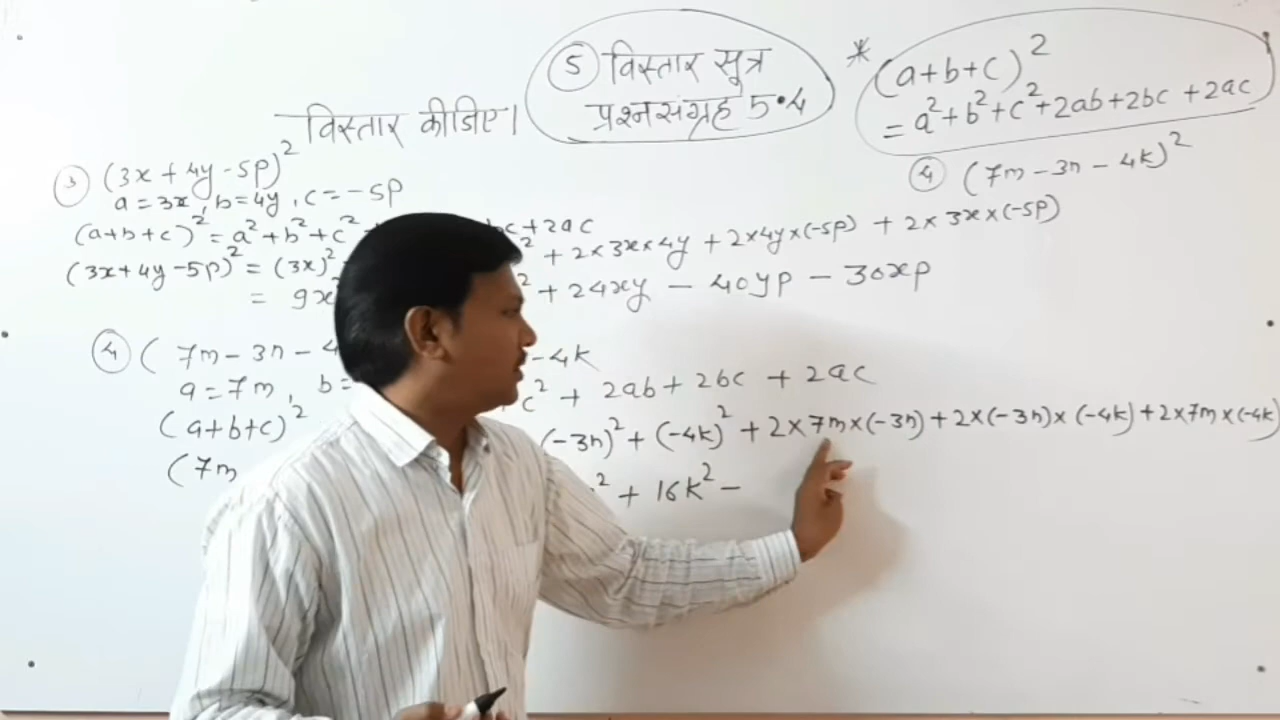 ⑤ विस्तार सूत्र
प्रश्नसंग्रह 5.4
विस्तार कीजिए।
* (a+b+c)²
= a²+b²+c²+2ab+2bc+2ac
③ (3x+4y-5p)²
a=3x, b=4y, c=-5p
(a+b+c)² = a²+b²+c² bc+2ac
(3x+4y-5p)² = (3x)² ² + 2×3x×4y + 2×4y×(-5p) + 2×3x×(-5p)
= 9x² ² + 24xy - 40yp - 30xp
④ (7m-3n-4k)²
④ (7m-3n-4 -4k
a=7m, b=
(a+b+c)² c² + 2ab+2bc + 2ac
(7m (-3n)² + (-4k)² + 2×7m×(-3n) + 2×(-3n)×(-4k) + 2×7m×(-4k)
² + 16k² -